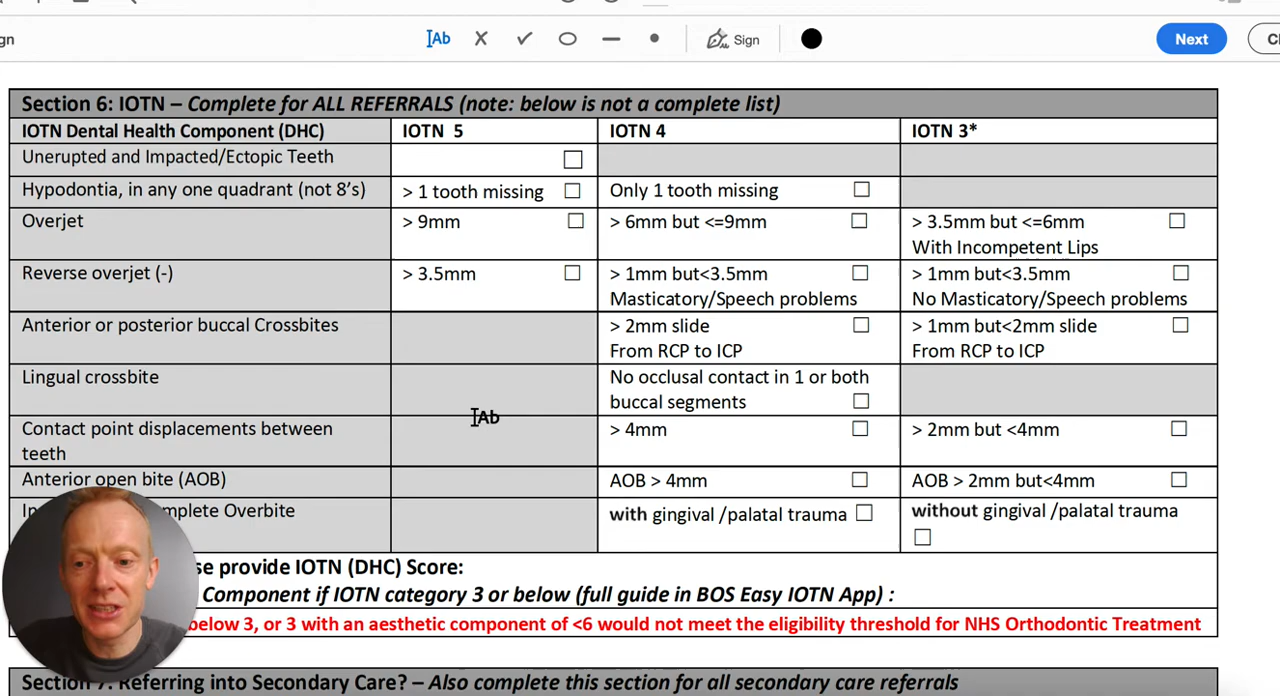 gn
Ab
Sign
Next
Section 6: IOTN – Complete for ALL REFERRALS (note: below is not a complete list)
IOTN Dental Health Component (DHC) IOTN 5 IOTN 4 IOTN 3*
Unerupted and Impacted/Ectopic Teeth
Hypodontia, in any one quadrant (not 8’s) > 1 tooth missing Only 1 tooth missing
Overjet > 9mm > 6mm but <=9mm > 3.5mm but <=6mm
With Incompetent Lips
Reverse overjet (-) > 3.5mm > 1mm but<3.5mm > 1mm but<3.5mm
Masticatory/Speech problems No Masticatory/Speech problems
Anterior or posterior buccal Crossbites > 2mm slide > 1mm but<2mm slide
From RCP to ICP From RCP to ICP
Lingual crossbite No occlusal contact in 1 or both
buccal segments
Ab
Contact point displacements between > 4mm > 2mm but <4mm
teeth
Anterior open bite (AOB) AOB > 4mm AOB > 2mm but<4mm
mplete Overbite with gingival /palatal trauma without gingival /palatal trauma
se provide IOTN (DHC) Score:
Component if IOTN category 3 or below (full guide in BOS Easy IOTN App) :
below 3, or 3 with an aesthetic component of <6 would not meet the eligibility threshold for NHS Orthodontic Treatment
Section 7: Referring into Secondary Care? – Also complete this section for all secondary care referrals